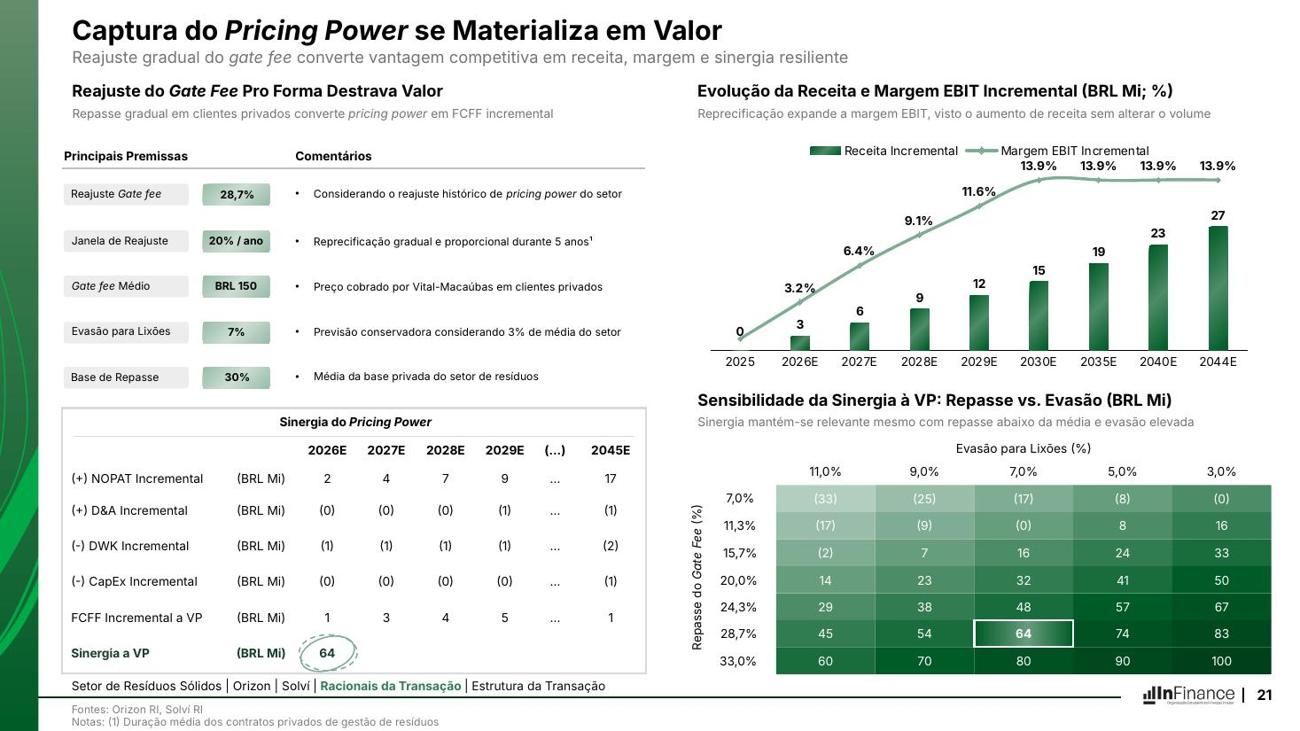 Captura do Pricing Power se Materializa em Valor
Reajuste gradual do gate fee converte vantagem competitiva em receita, margem e sinergia resiliente
Reajuste do Gate Fee Pro Forma Destrava Valor
Repasse gradual em clientes privados converte pricing power em FCFF incremental
Principais Premissas Comentários
Reajuste Gate fee 28,7% • Considerando o reajuste histórico de pricing power do setor
Janela de Reajuste 20% / ano • Reprecificação gradual e proporcional durante 5 anos¹
Gate fee Médio BRL 150 • Preço cobrado por Vital-Macaúbas em clientes privados
Evasão para Lixões 7% • Previsão conservadora considerando 3% de média do setor
Base de Repasse 30% • Média da base privada do setor de resíduos
Sinergia do Pricing Power
2026E 2027E 2028E 2029E (...) 2045E
(+) NOPAT Incremental (BRL Mi) 2 4 7 9 ... 17
(+) D&A Incremental (BRL Mi) (0) (0) (0) (1) ... (1)
(-) DWK Incremental (BRL Mi) (1) (1) (1) (1) ... (2)
(-) CapEx Incremental (BRL Mi) (0) (0) (0) (0) ... (1)
FCFF Incremental a VP (BRL Mi) 1 3 4 5 ... 1
Sinergia a VP (BRL Mi) 64
Evolução da Receita e Margem EBIT Incremental (BRL Mi; %)
Reprecificação expande a margem EBIT, visto o aumento de receita sem alterar o volume
Receita Incremental Margem EBIT Incremental
3.2% 6.4% 9.1% 11.6% 13.9% 13.9% 13.9% 13.9%
0 3 6 9 12 15 19 23 27
2025 2026E 2027E 2028E 2029E 2030E 2035E 2040E 2044E
Sensibilidade da Sinergia à VP: Repasse vs. Evasão (BRL Mi)
Sinergia mantém-se relevante mesmo com repasse abaixo da média e evasão elevada
Evasão para Lixões (%)
11,0% 9,0% 7,0% 5,0% 3,0%
Repasse do Gate Fee (%)
7,0% (33) (25) (17) (8) (0)
11,3% (17) (9) (0) 8 16
15,7% (2) 7 16 24 33
20,0% 14 23 32 41 50
24,3% 29 38 48 57 67
28,7% 45 54 64 74 83
33,0% 60 70 80 90 100
Setor de Resíduos Sólidos | Orizon | Solví | Racionais da Transação | Estrutura da Transação
InFinance | 21
Fontes: Orizon RI, Solví RI
Notas: (1) Duração média dos contratos privados de gestão de resíduos